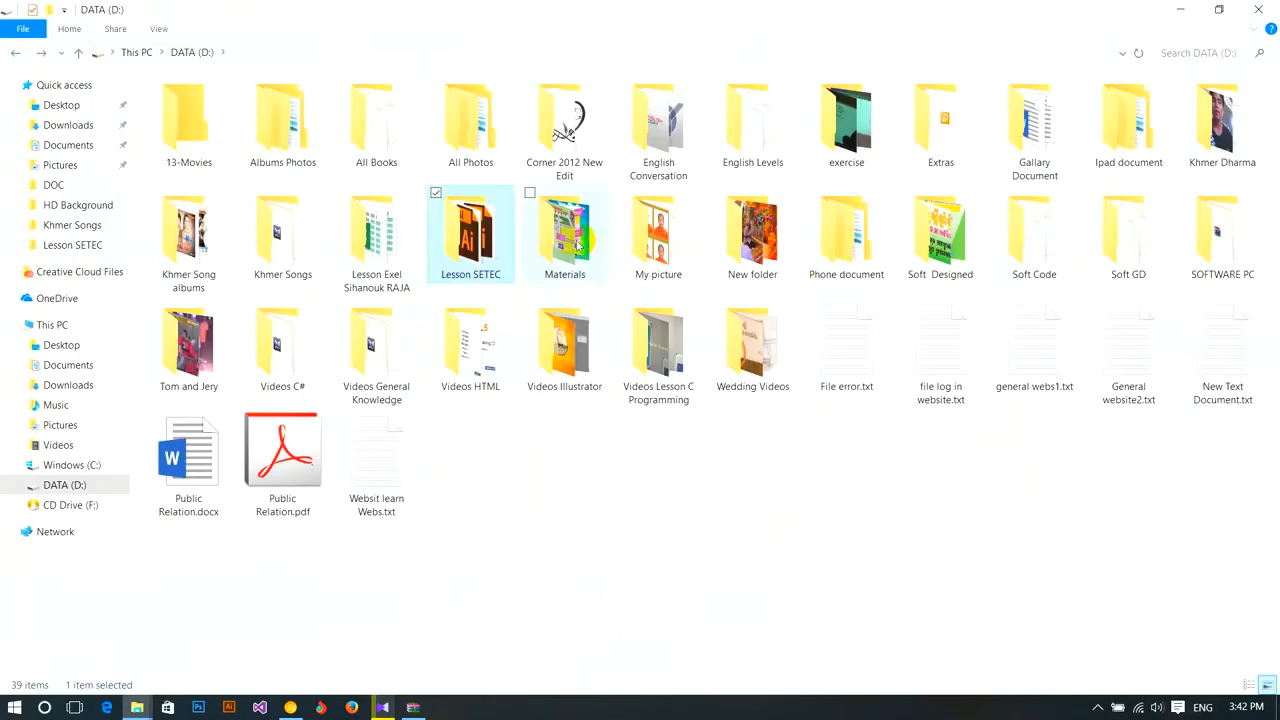 DATA (D:)
File Home Share View
This PC DATA (D:) Search DATA (D:)
Quick access
Desktop
Downloads
Documents
Pictures
DOC
HD Background
Khmer Songs
Lesson SETEC
Creative Cloud Files
OneDrive
This PC
Desktop
Documents
Downloads
Music
Pictures
Videos
Windows (C:)
DATA (D:)
CD Drive (F:)
Network
13-Movies
Albums Photos
All Books
All Photos
Corner 2012 New
Edit
English
Conversation
English Levels
exercise
Extras
Gallary
Document
Ipad document
Khmer Dharma
Khmer Song
albums
Khmer Songs
Lesson Exel
Sihanouk RAJA
Ai
Lesson SETEC
Materials
My picture
New folder
Phone document
Soft Designed
Soft Code
Soft GD
SOFTWARE PC
Tom and Jery
Videos C#
Videos General
Knowledge
Videos HTML
Videos Illustrator
Videos Lesson C
Programming
Wedding Videos
File error.txt
file log in
website.txt
general webs1.txt
General
website2.txt
New Text
Document.txt
W
Public
Relation.docx
Public
Relation.pdf
Websit learn
Webs.txt
39 items 1 item selected
Ps Ai ENG 3:42 PM